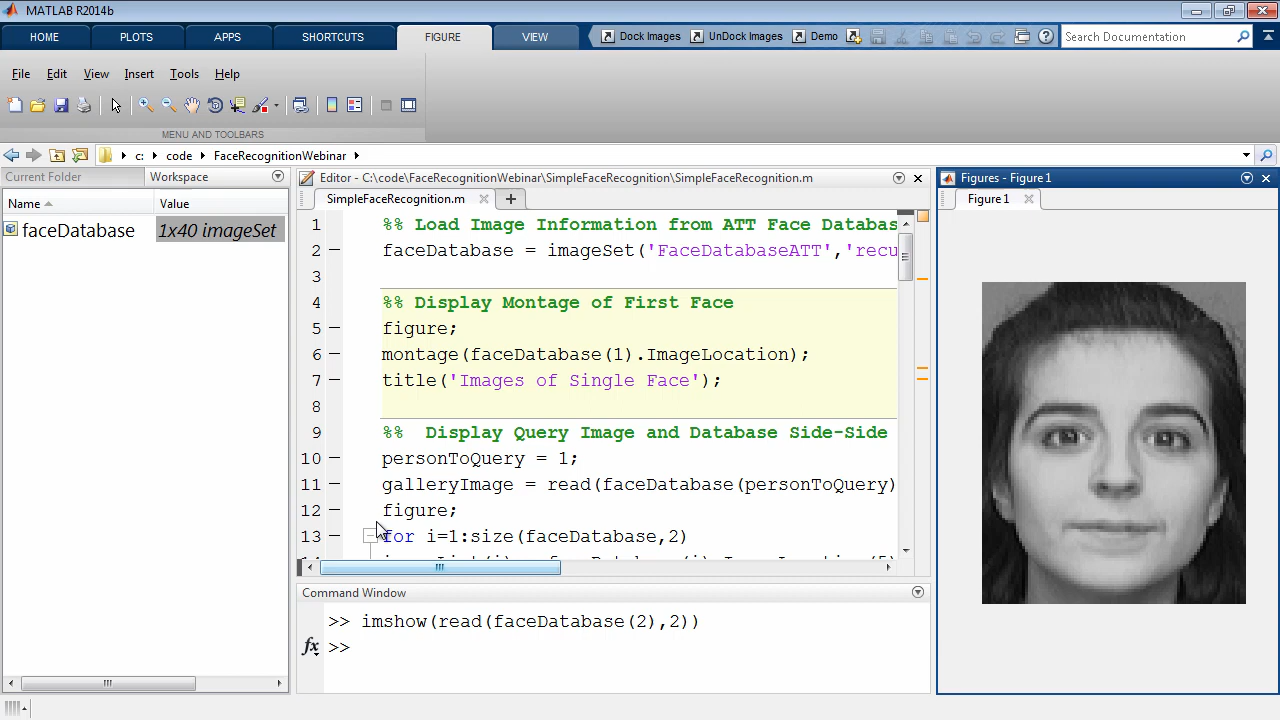 MATLAB R2014b
HOME PLOTS APPS SHORTCUTS FIGURE VIEW Dock Images UnDock Images Demo Search Documentation
File Edit View Insert Tools Help
MENU AND TOOLBARS
c: code FaceRecognitionWebinar
Current Folder Workspace
Name Value
faceDatabase 1x40 imageSet
Editor - C:\code\FaceRecognitionWebinar\SimpleFaceRecognition\SimpleFaceRecognition.m
SimpleFaceRecognition.m
1 %% Load Image Information from ATT Face Databas
2 faceDatabase = imageSet('FaceDatabaseATT','recu
3
4 %% Display Montage of First Face
5 figure;
6 montage(faceDatabase(1).ImageLocation);
7 title('Images of Single Face');
8
9 %% Display Query Image and Database Side-Side
10 personToQuery = 1;
11 galleryImage = read(faceDatabase(personToQuery)
12 figure;
13 for i=1:size(faceDatabase,2)
Command Window
>> imshow(read(faceDatabase(2),2))
fx >>
Figures - Figure 1
Figure 1